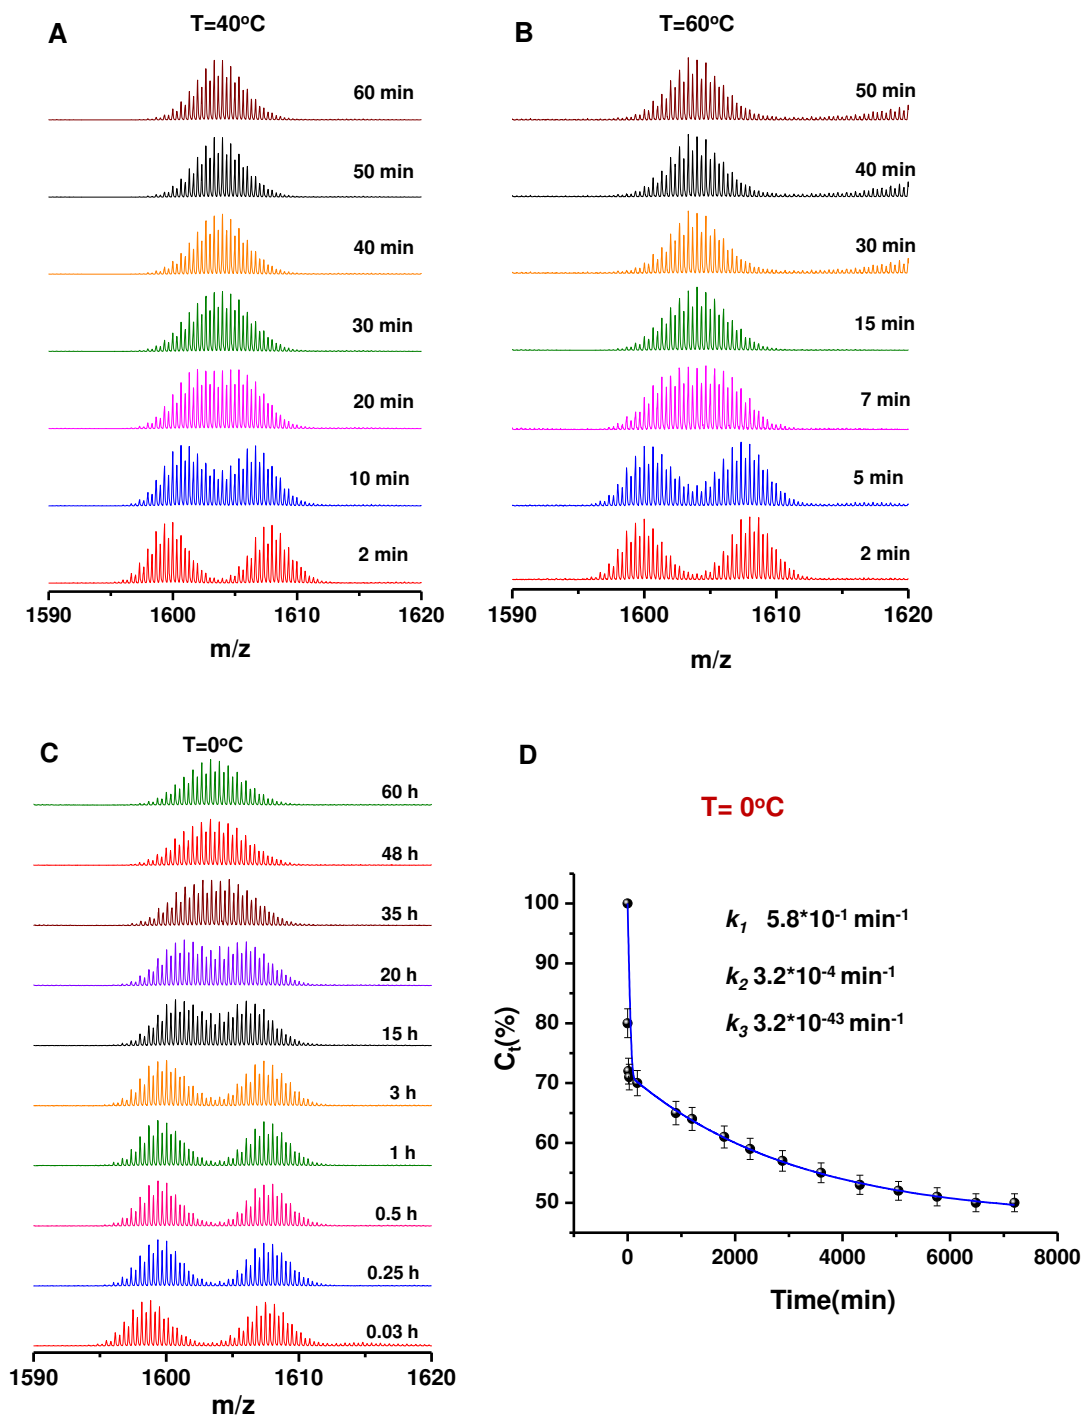 A
T=40°C
60 min
50 min
40 min
30 min
20 min
10 min
2 min
1590 1600 1610 1620
m/z
B
T=60°C
50 min
40 min
30 min
15 min
7 min
5 min
2 min
1590 1600 1610 1620
m/z
C
T=0°C
60 h
48 h
35 h
20 h
15 h
3 h
1 h
0.5 h
0.25 h
0.03 h
1590 1600 1610 1620
m/z
D
T= 0°C
k1 5.8*10-1 min-1
k2 3.2*10-4 min-1
k3 3.2*10-43 min-1
Ct(%)
100
90
80
70
60
50
0 2000 4000 6000 8000
Time(min)